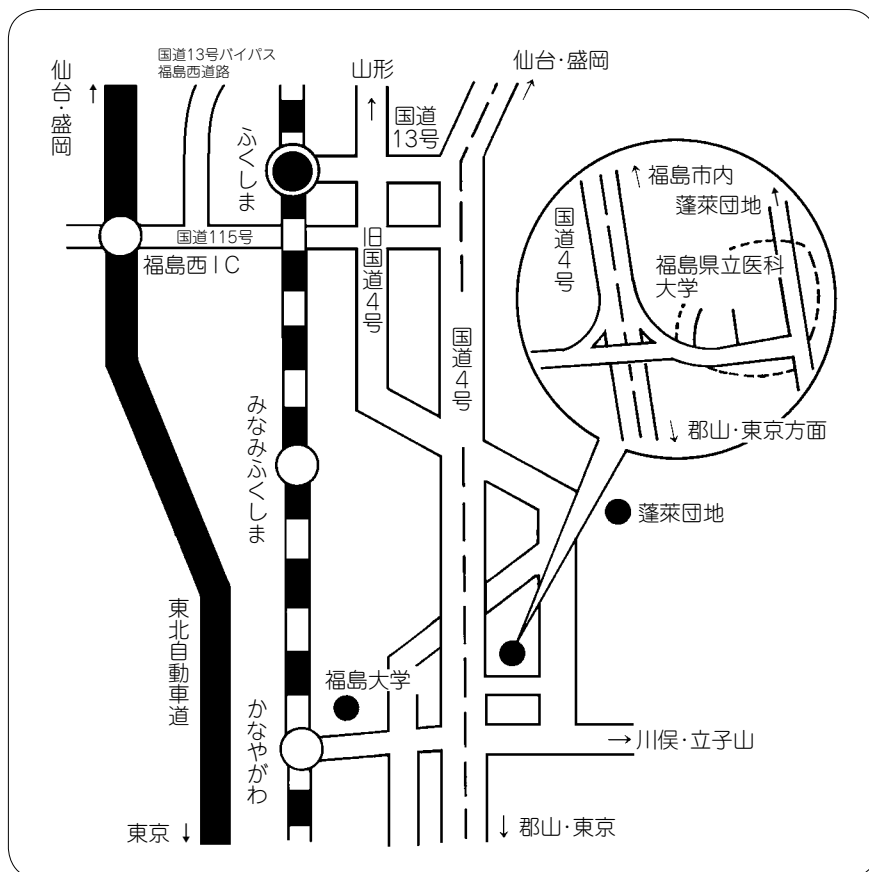 国道13号バイパス
福島西道路
仙台・盛岡
↑
山形
↑
仙台・盛岡
↑
国道
13号
ふくしま
国道115号
福島西IC
旧国道4号
国道4号
↑福島市内
蓬萊団地↑
国道4号
福島県立医科
大学
↓郡山・東京方面
みなみふくしま
蓬萊団地
東北自動車道
福島大学
かなやがわ
→川俣・立子山
東京↓
↓郡山・東京